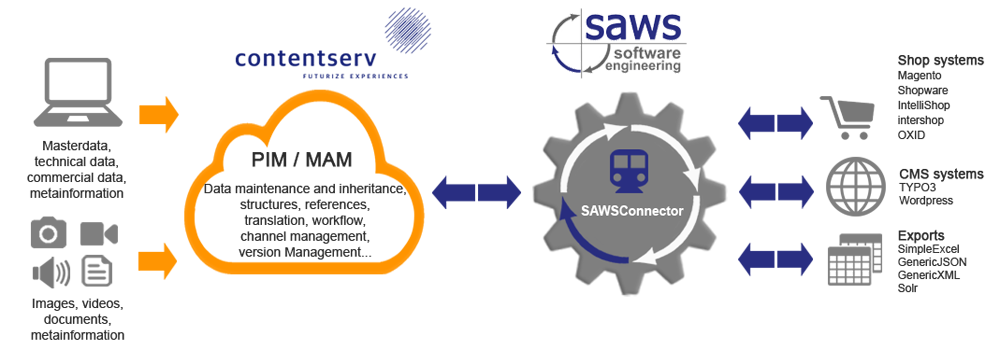 Masterdata,
technical data,
commercial data,
metainformation
Images, videos,
documents,
metainformation
contentserv
FUTURIZE EXPERIENCES
PIM / MAM
Data maintenance and inheritance,
structures, references,
translation, workflow,
channel management,
version Management...
saws
software
engineering
SAWSConnector
Shop systems
Magento
Shopware
IntelliShop
intershop
OXID
CMS systems
TYPO3
Wordpress
Exports
SimpleExcel
GenericJSON
GenericXML
Solr